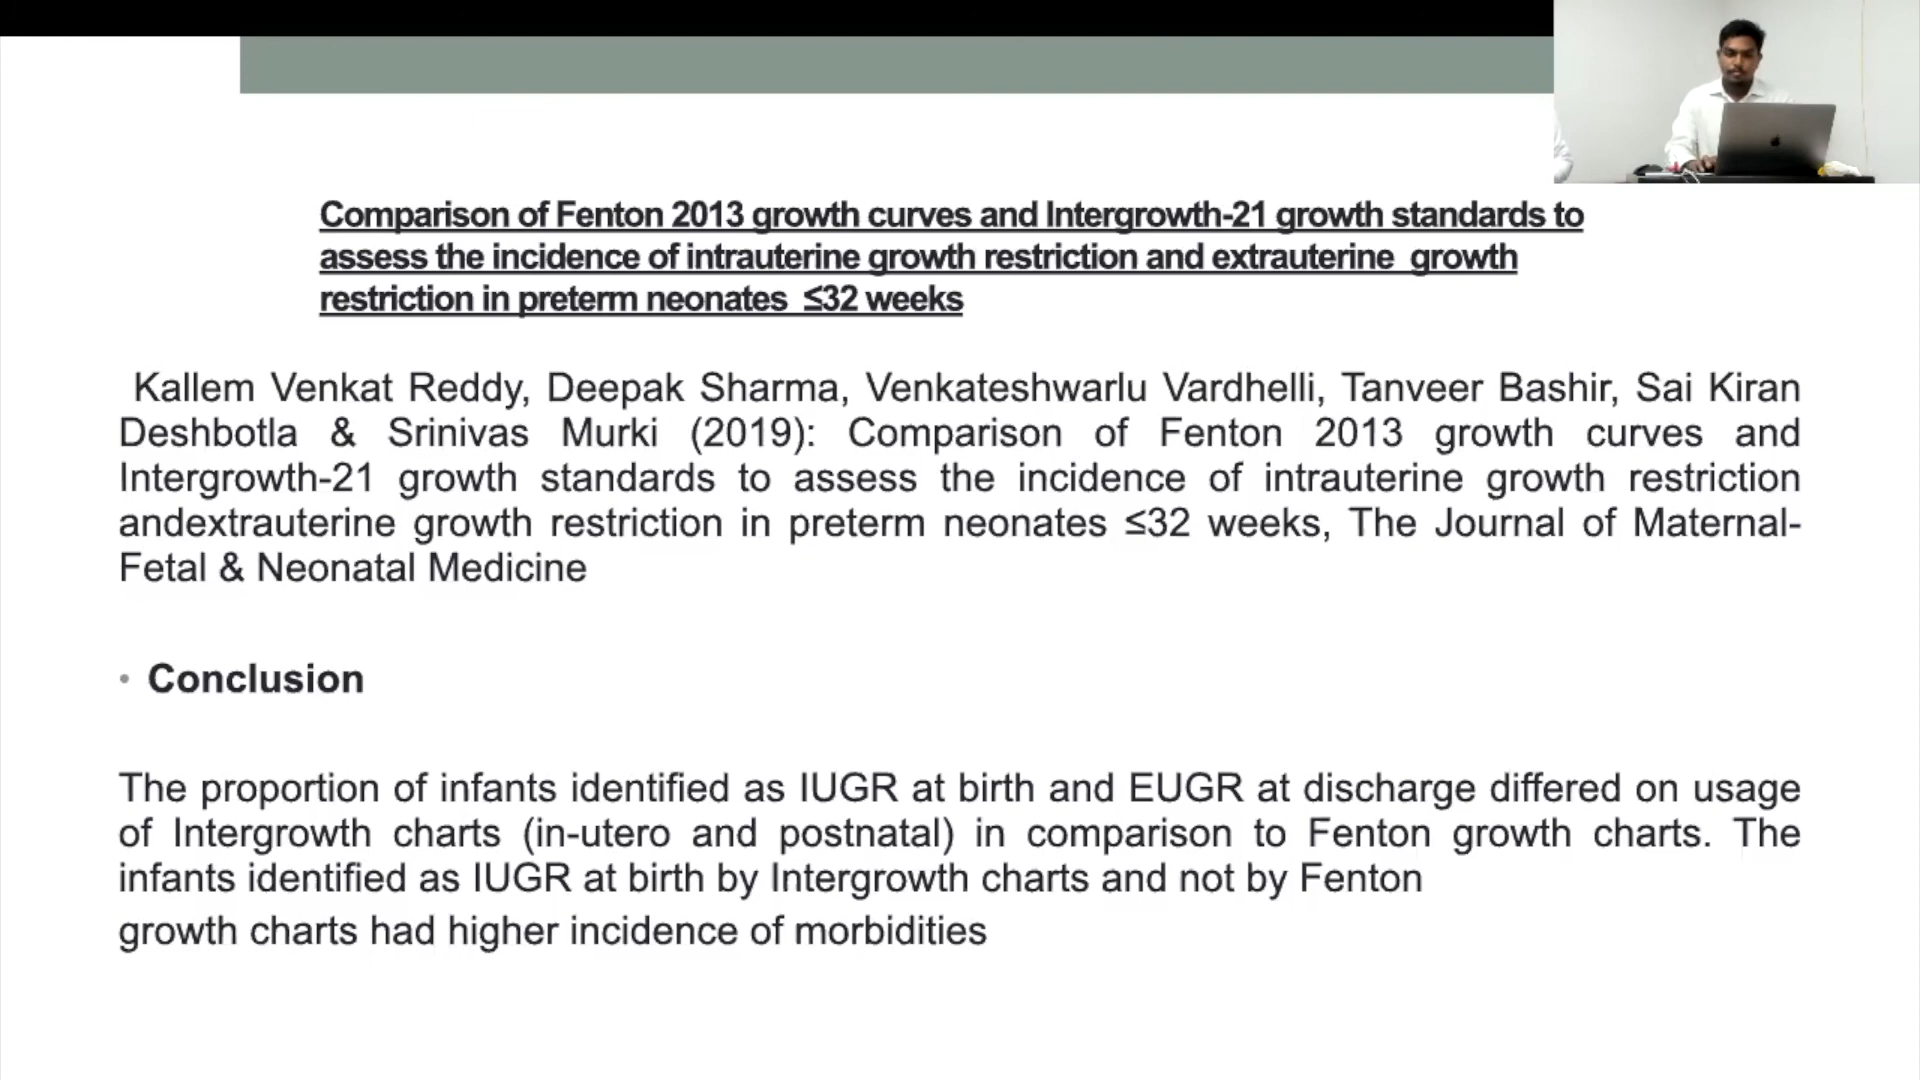 Comparison of Fenton 2013 growth curves and Intergrowth-21 growth standards to
assess the incidence of intrauterine growth restriction and extrauterine growth
restriction in preterm neonates ≤32 weeks
Kallem Venkat Reddy, Deepak Sharma, Venkateshwarlu Vardhelli, Tanveer Bashir, Sai Kiran
Deshbotla & Srinivas Murki (2019): Comparison of Fenton 2013 growth curves and
Intergrowth-21 growth standards to assess the incidence of intrauterine growth restriction
andextrauterine growth restriction in preterm neonates ≤32 weeks, The Journal of Maternal-
Fetal & Neonatal Medicine
• Conclusion
The proportion of infants identified as IUGR at birth and EUGR at discharge differed on usage
of Intergrowth charts (in-utero and postnatal) in comparison to Fenton growth charts. The
infants identified as IUGR at birth by Intergrowth charts and not by Fenton
growth charts had higher incidence of morbidities